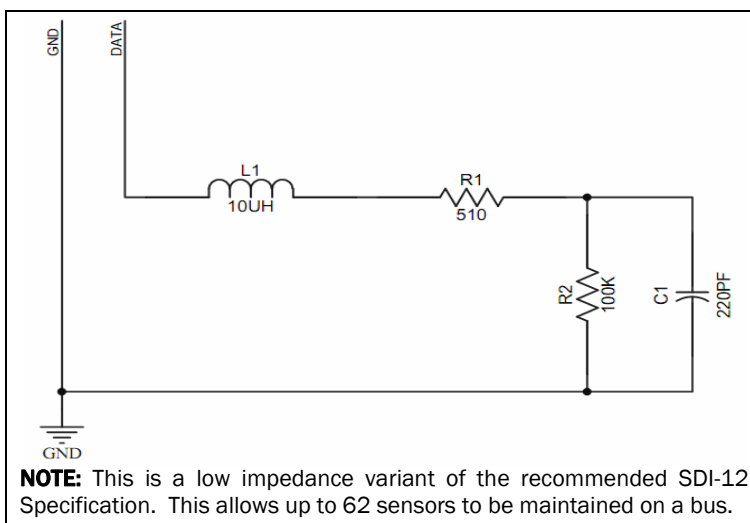 GND
DATA
L1
10UH
R1
510
R2
100K
C1
220PF
GND
NOTE: This is a low impedance variant of the recommended SDI-12
Specification. This allows up to 62 sensors to be maintained on a bus.